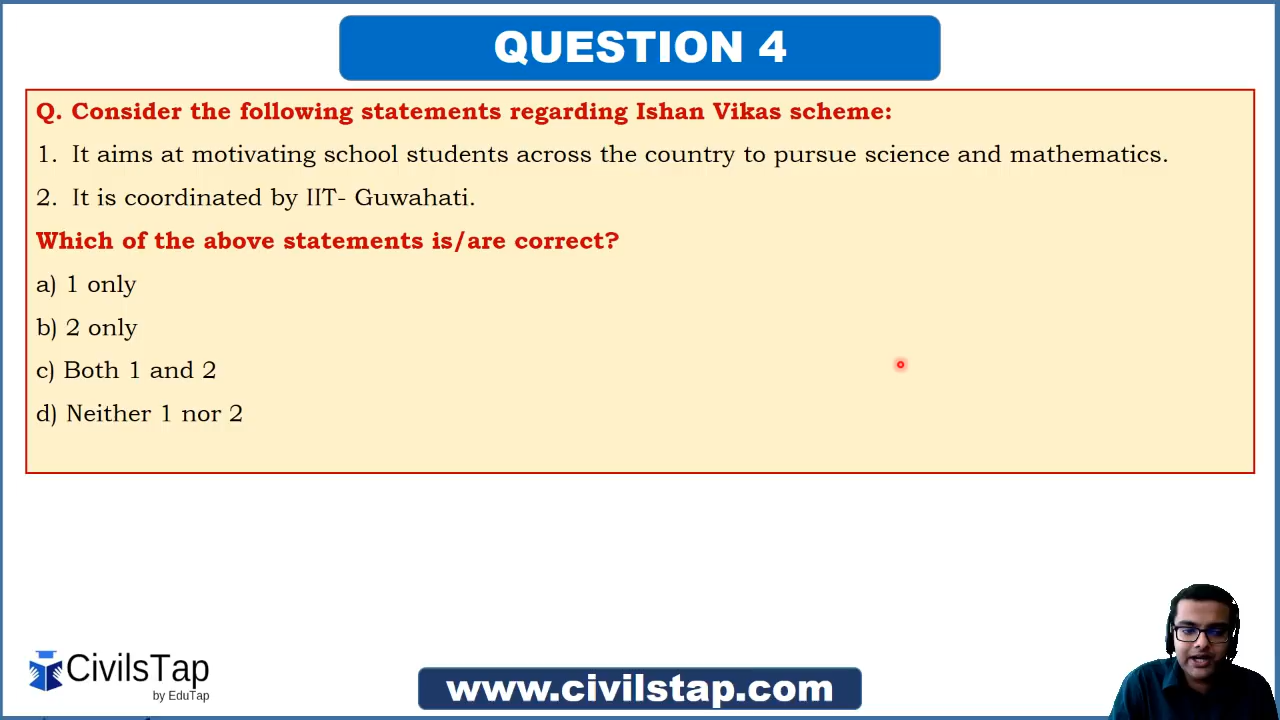 QUESTION 4
Q. Consider the following statements regarding Ishan Vikas scheme:
1. It aims at motivating school students across the country to pursue science and mathematics.
2. It is coordinated by IIT- Guwahati.
Which of the above statements is/are correct?
a) 1 only
b) 2 only
c) Both 1 and 2
d) Neither 1 nor 2
CivilsTap
by EduTap
www.civilstap.com